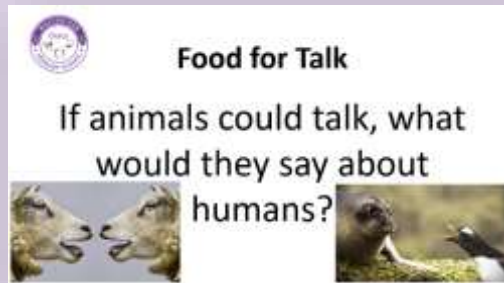 Food for Talk
If animals could talk, what
would they say about
humans?